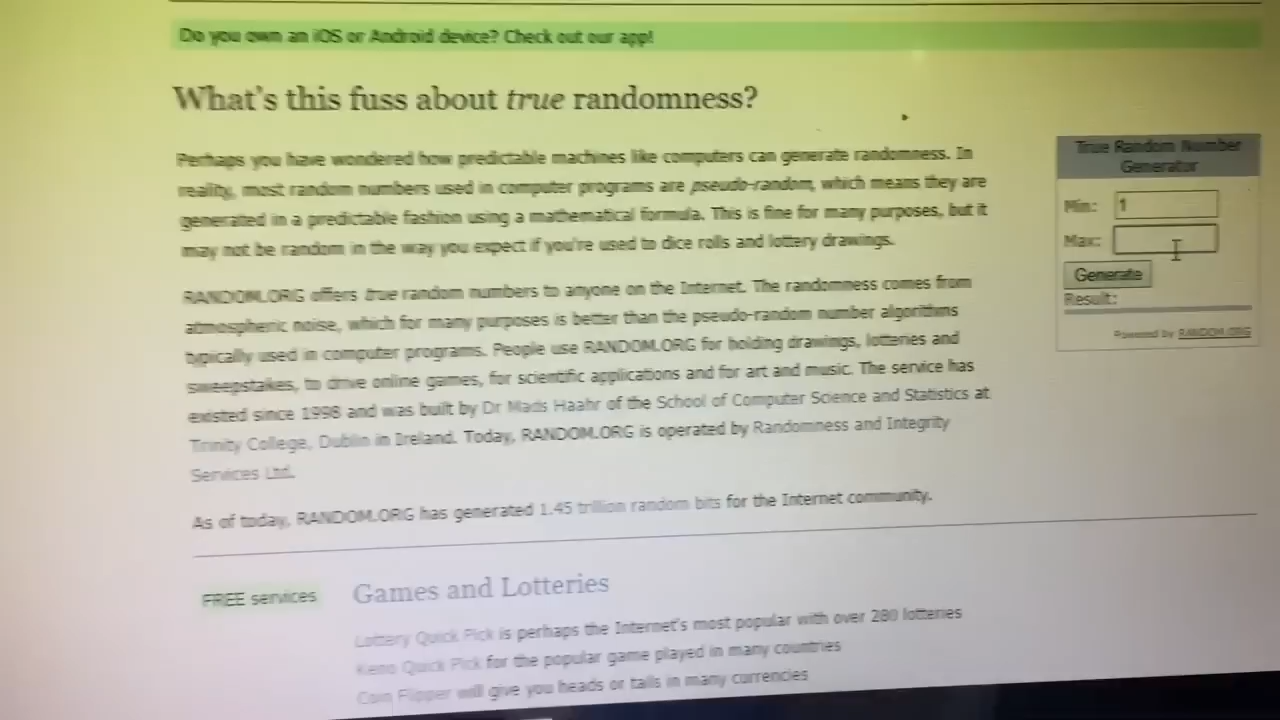 Do you own an iOS or Android device? Check out our app!
What's this fuss about true randomness?
Perhaps you have wondered how predictable machines like computers can generate randomness. In
reality, most random numbers used in computer programs are pseudo-random, which means they are
generated in a predictable fashion using a mathematical formula. This is fine for many purposes, but it
may not be random in the way you expect if you're used to dice rolls and lottery drawings.
RANDOM.ORG offers true random numbers to anyone on the Internet. The randomness comes from
atmospheric noise, which for many purposes is better than the pseudo-random number algorithms
typically used in computer programs. People use RANDOM.ORG for holding drawings, lotteries and
sweepstakes, to drive online games, for scientific applications and for art and music. The service has
existed since 1998 and was built by Dr Mads Haahr of the School of Computer Science and Statistics at
Trinity College, Dublin in Ireland. Today, RANDOM.ORG is operated by Randomness and Integrity
Services Ltd.
As of today, RANDOM.ORG has generated 1.45 trillion random bits for the Internet community.
True Random Number
Generator
Min: 1
Max:
Generate
Result:
Powered by RANDOM.ORG
FREE services
Games and Lotteries
Lottery Quick Pick is perhaps the Internet's most popular with over 280 lotteries
Keno Quick Pick for the popular game played in many countries
Coin Flipper will give you heads or tails in many currencies